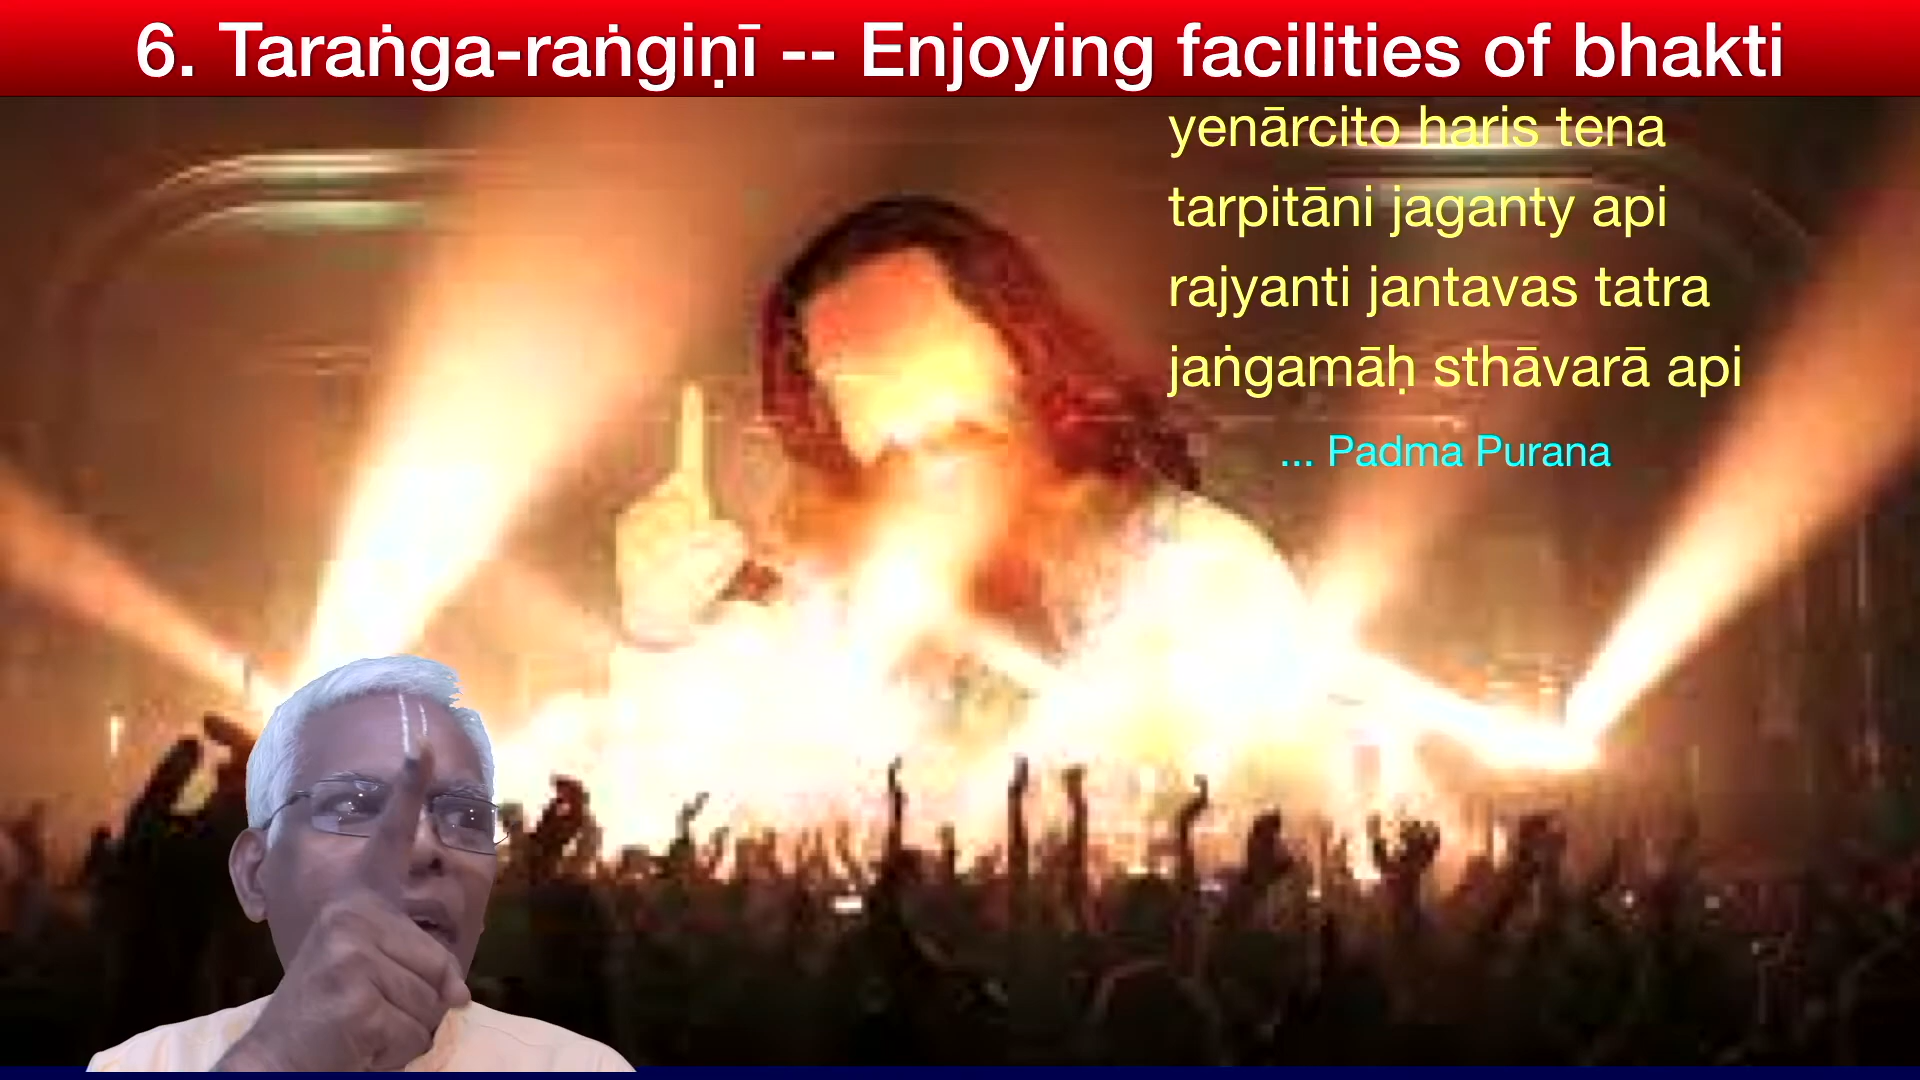 6. Taraṅga-raṅgiṇī -- Enjoying facilities of bhakti
yenārcito haris tena
tarpitāni jaganty api
rajyanti jantavas tatra
jaṅgamāḥ sthāvarā api
... Padma Purana